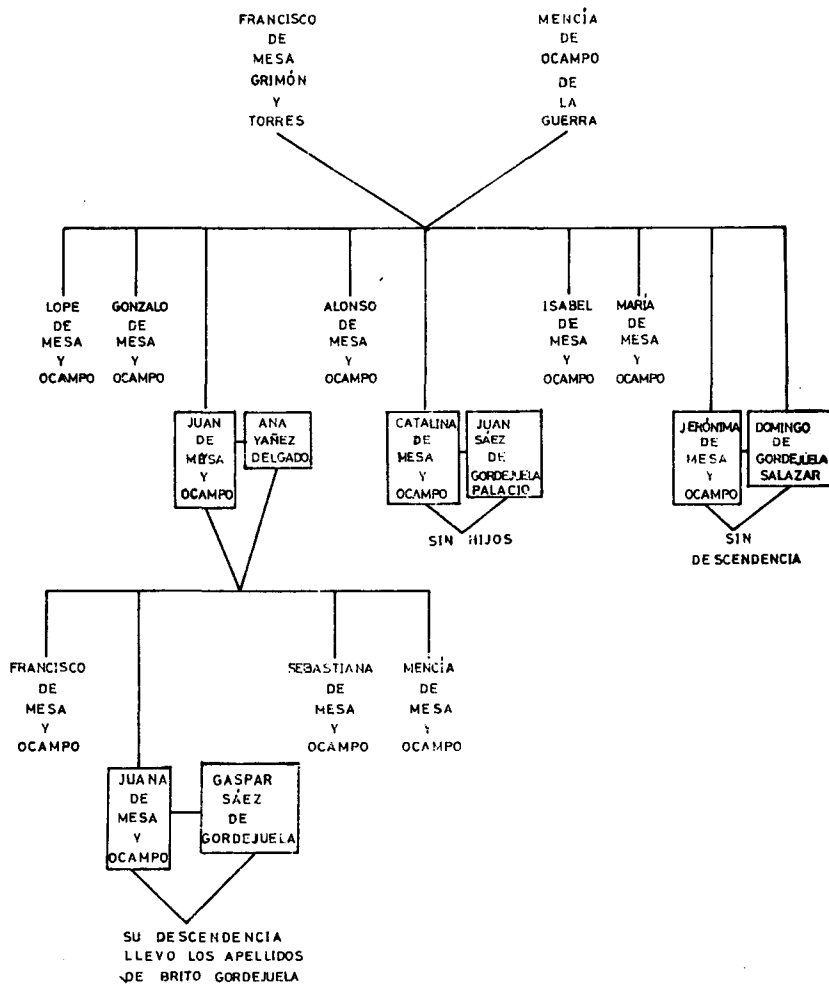 FRANCISCO
DE
MESA
GRIMÓN
Y
TORRES
MENCÍA
DE
OCAMPO
DE
LA
GUERRA
LOPE
DE
MESA
Y
OCAMPO
GONZALO
DE
MESA
Y
OCAMPO
JUAN
DE
MESA
Y
OCAMPO
ANA
YAÑEZ
DELGADO
ALONSO
DE
MESA
Y
OCAMPO
CATALINA
DE
MESA
Y
OCAMPO
JUAN
SÁEZ
DE
GORDEJUELA
PALACIO
SIN HIJOS
ISABEL
DE
MESA
Y
OCAMPO
MARÍA
DE
MESA
Y
OCAMPO
JERÓNIMA
DE
MESA
Y
OCAMPO
DOMINGO
DE
GORDEJUELA
SALAZAR
SIN
DESCENDENCIA
FRANCISCO
DE
MESA
Y
OCAMPO
JUANA
DE
MESA
Y
OCAMPO
GASPAR
SÁEZ
DE
GORDEJUELA
SEBASTIANA
DE
MESA
Y
OCAMPO
MENCÍA
DE
MESA
Y
OCAMPO
SU DESCENDENCIA
LLEVO LOS APELLIDOS
DE BRITO GORDEJUELA